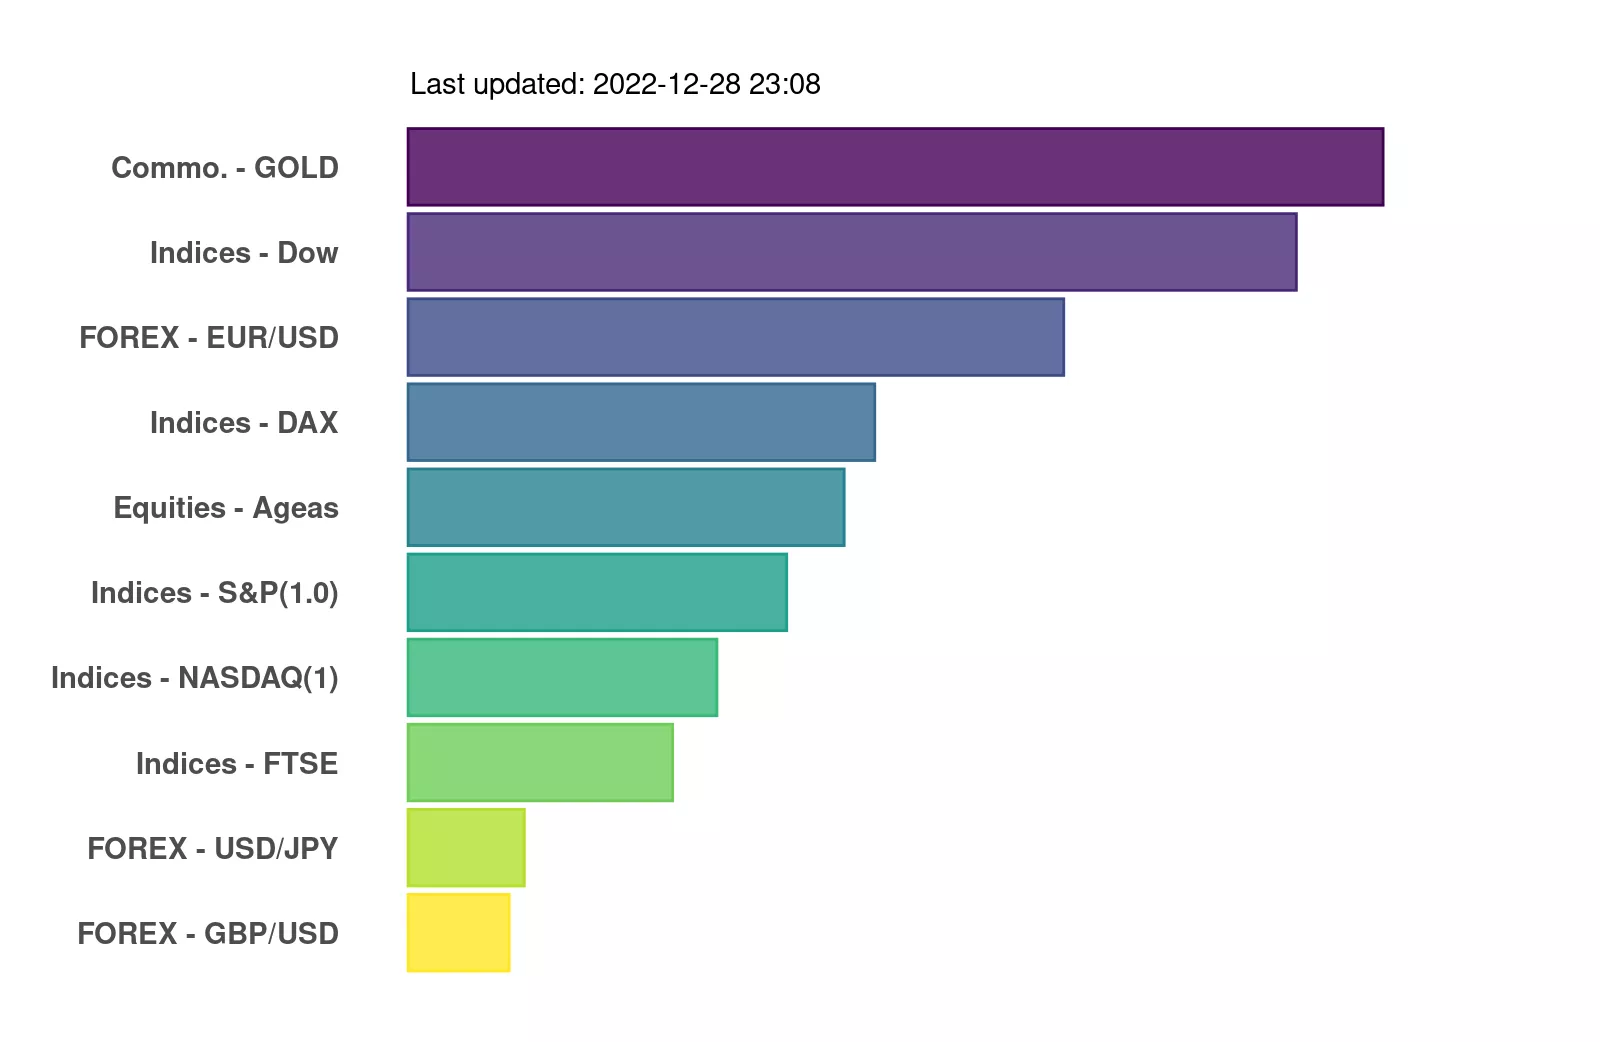 Last updated: 2022-12-28 23:08
Commo. - GOLD
Indices - Dow
FOREX - EUR/USD
Indices - DAX
Equities - Ageas
Indices - S&P(1.0)
Indices - NASDAQ(1)
Indices - FTSE
FOREX - USD/JPY
FOREX - GBP/USD